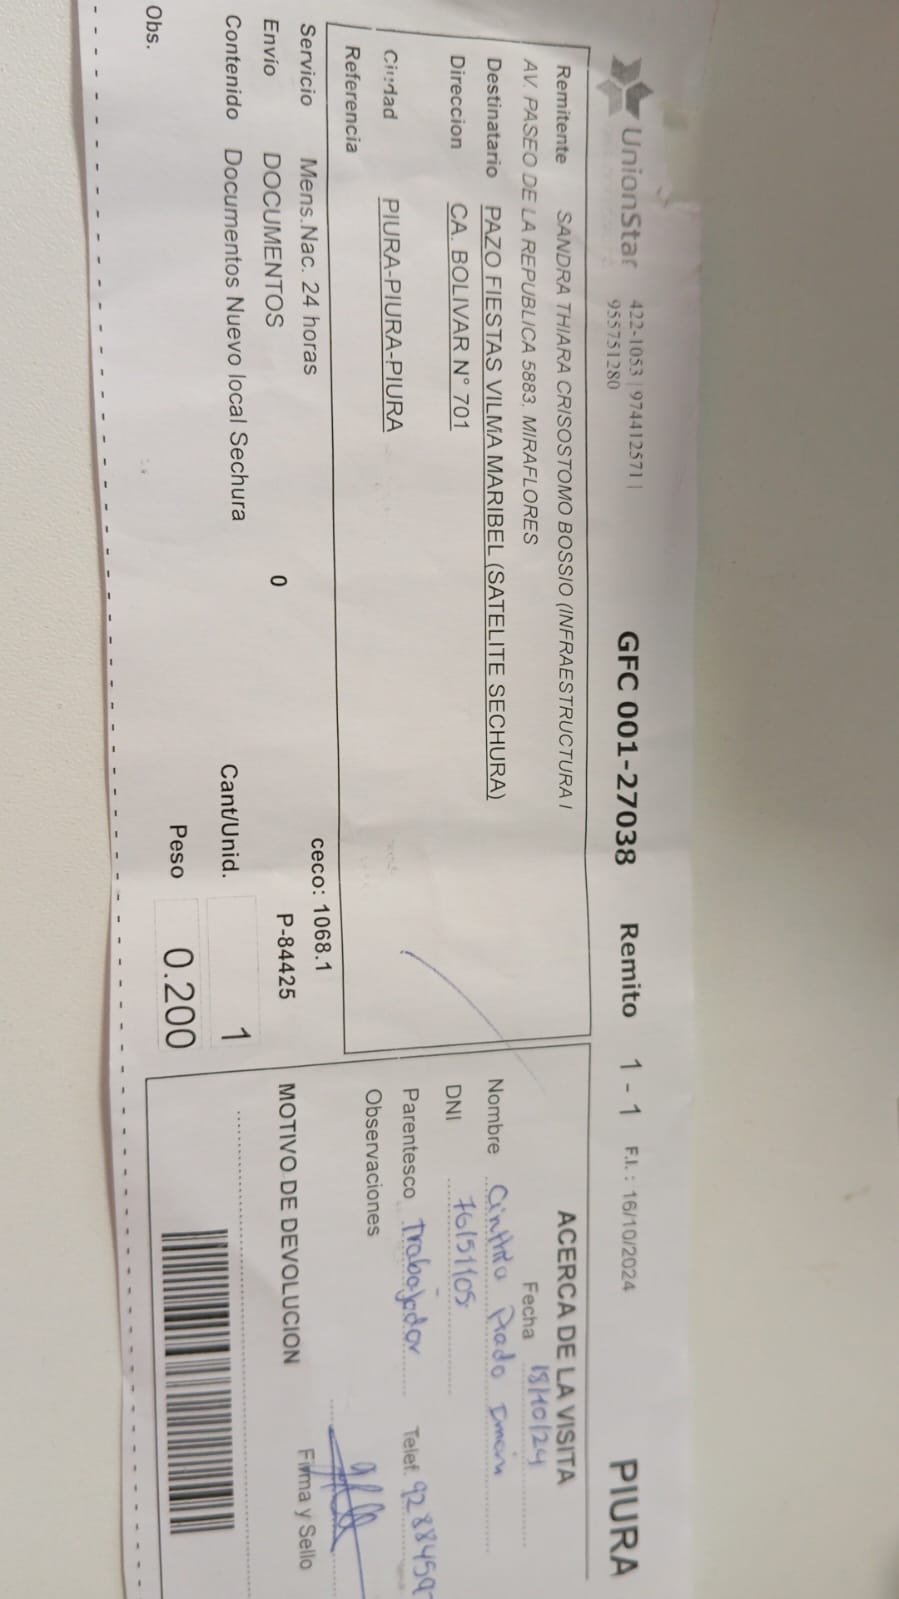 UnionStar 422-1053 | 974412571 |
955751280
GFC 001-27038 Remito 1 - 1 F.I. : 16/10/2024 PIURA
Remitente SANDRA THIARA CRISOSTOMO BOSSIO (INFRAESTRUCTURA I
AV. PASEO DE LA REPUBLICA 5883, MIRAFLORES
Destinatario PAZO FIESTAS VILMA MARIBEL (SATELITE SECHURA)
Direccion CA. BOLIVAR N° 701
Ciudad PIURA-PIURA-PIURA
Referencia
Servicio Mens.Nac. 24 horas ceco: 1068.1
Envío DOCUMENTOS 0 P-84425
Contenido Documentos Nuevo local Sechura Cant/Unid. 1
Peso 0.200
Obs.
ACERCA DE LA VISITA
Fecha 18/10/24
Nombre Prado
DNI 76151105
Parentesco Trabajador Telef. 9288459
Observaciones
Firma y Sello
MOTIVO DE DEVOLUCION